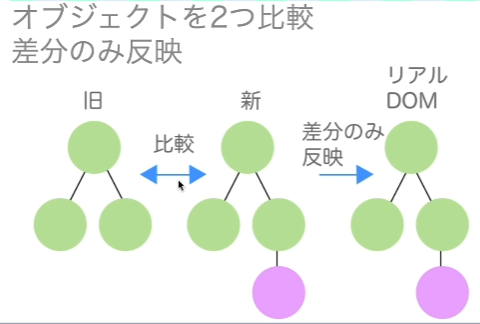 オブジェクトを2つ比較
差分のみ反映
旧
新
リアル
DOM
比較
差分のみ
反映